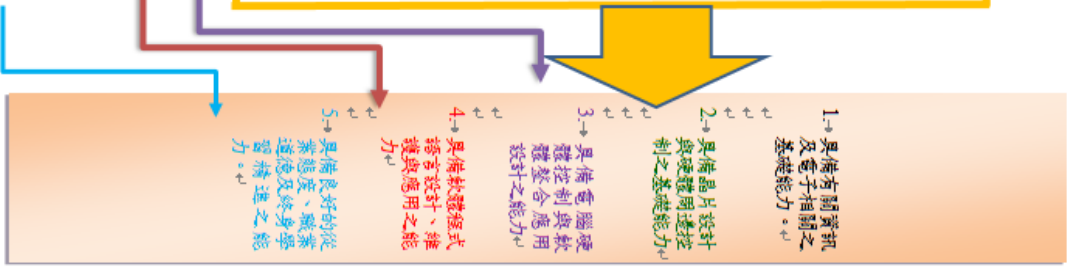 1. 具備有關資訊
及電子相關之
基礎能力。
2. 具備晶片設計
與硬體周邊控
制之基礎能力
3. 具備電腦硬
體控制與軟
體整合應用
設計之能力
4. 具備軟體程式
語言設計、維
護與應用之能
力
5. 具備良好的從
業態度、職業
道德及終身學
習精進之能
力。